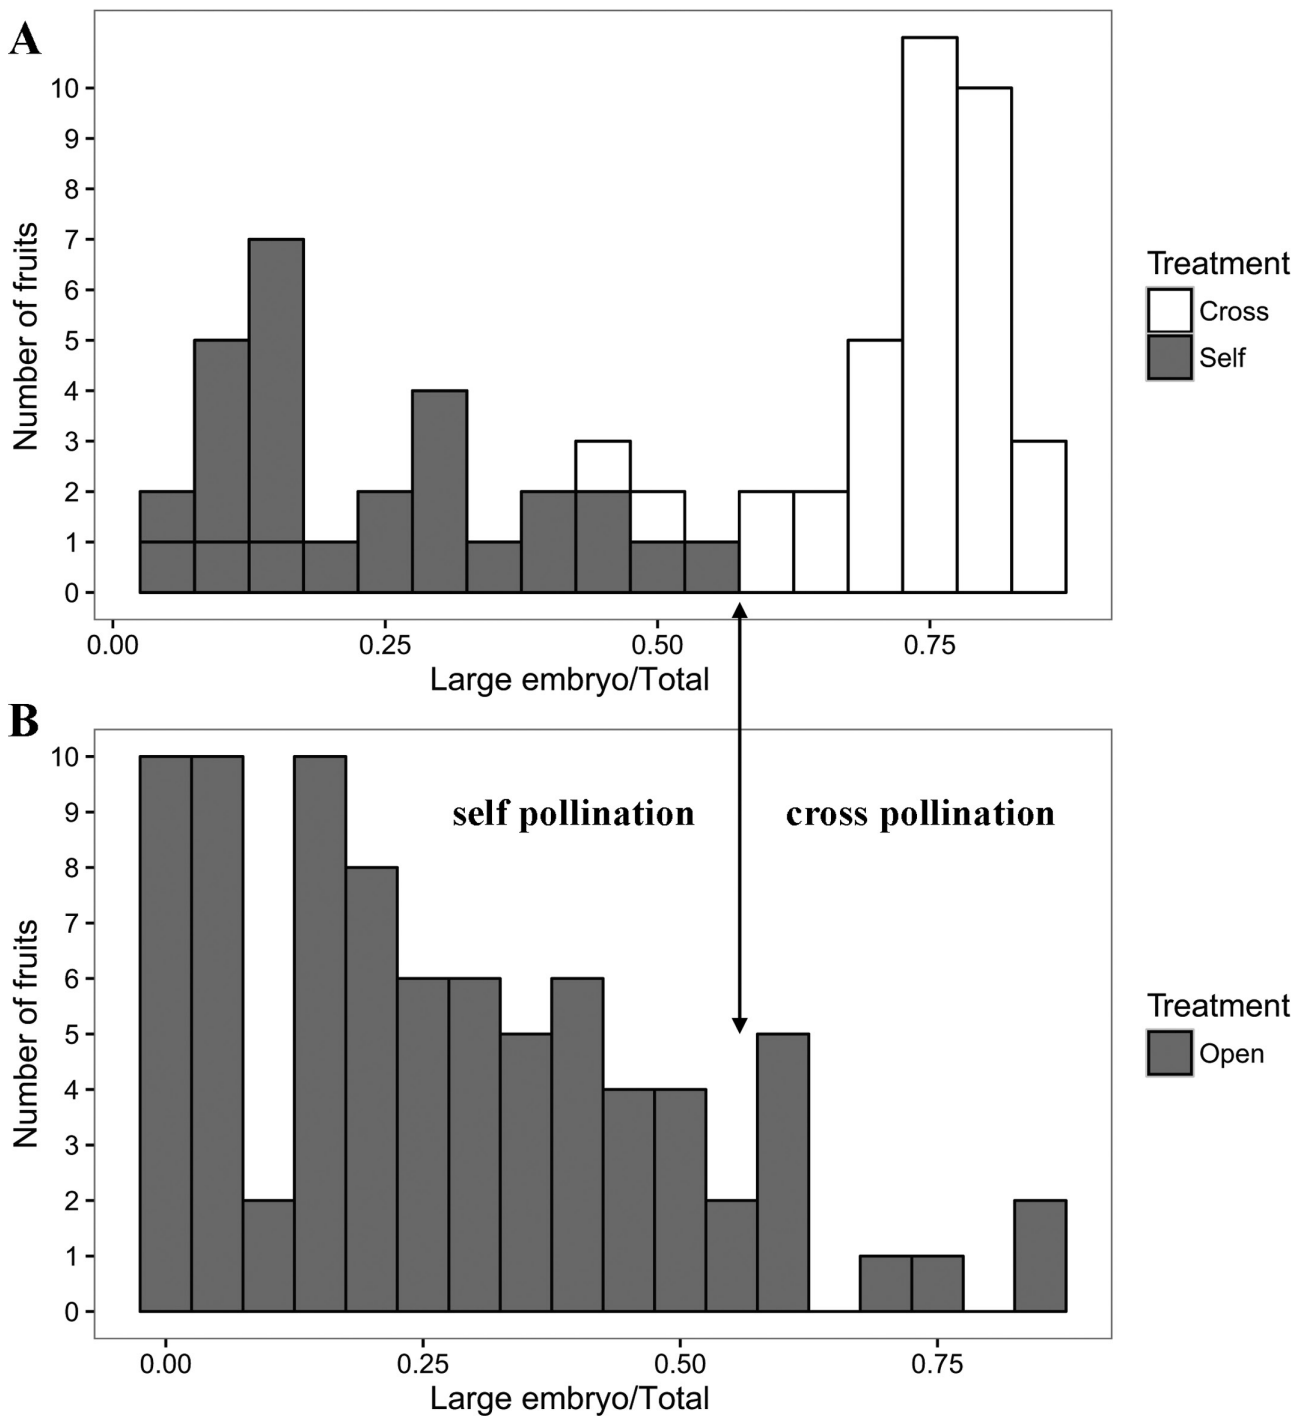 A
10
9
8
7
6
5
4
3
2
1
0
Number of fruits
0.00 0.25 0.50 0.75
Large embryo/Total
Treatment
Cross
Self
B
10
9
8
7
6
5
4
3
2
1
0
Number of fruits
self pollination cross pollination
0.00 0.25 0.50 0.75
Large embryo/Total
Treatment
Open